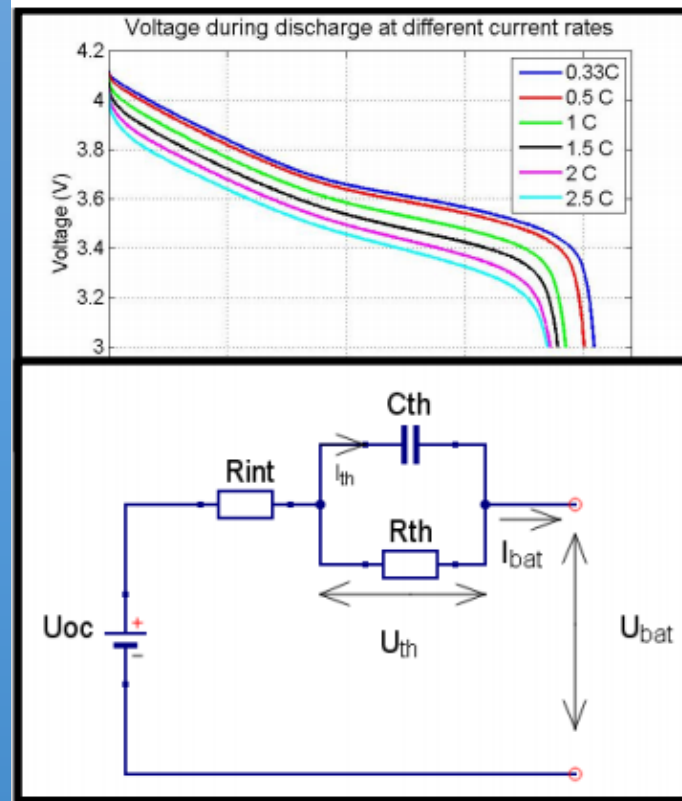 Voltage during discharge at different current rates
4.2
4
3.8
3.6
3.4
3.2
3
Voltage (V)
0.33C
0.5 C
1 C
1.5 C
2 C
2.5 C
Cth
Ith
Rint
Rth
Ibat
Uth
Uoc
+
−
Ubat